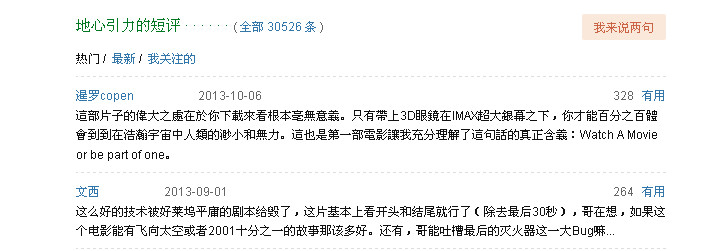 地心引力的短评 · · · · · · ( 全部 30526 条 )
我来说两句
热门 / 最新 / 我关注的
暹罗copen 2013-10-06 328 有用
這部片子的偉大之處在於你下載來看根本毫無意義。只有帶上3D眼鏡在IMAX超大銀幕之下，你才能百分之百體
會到到在浩瀚宇宙中人類的渺小和無力。這也是第一部電影讓我充分理解了這句話的真正含義：Watch A Movie
or be part of one。
文西 2013-09-01 264 有用
这么好的技术被好莱坞平庸的剧本给毁了，这片基本上看开头和结尾就行了（除去最后30秒），哥在想，如果这
个电影能有飞向太空或者2001十分之一的故事那该多好。还有，哥能吐槽最后的灭火器这一大Bug嘛...